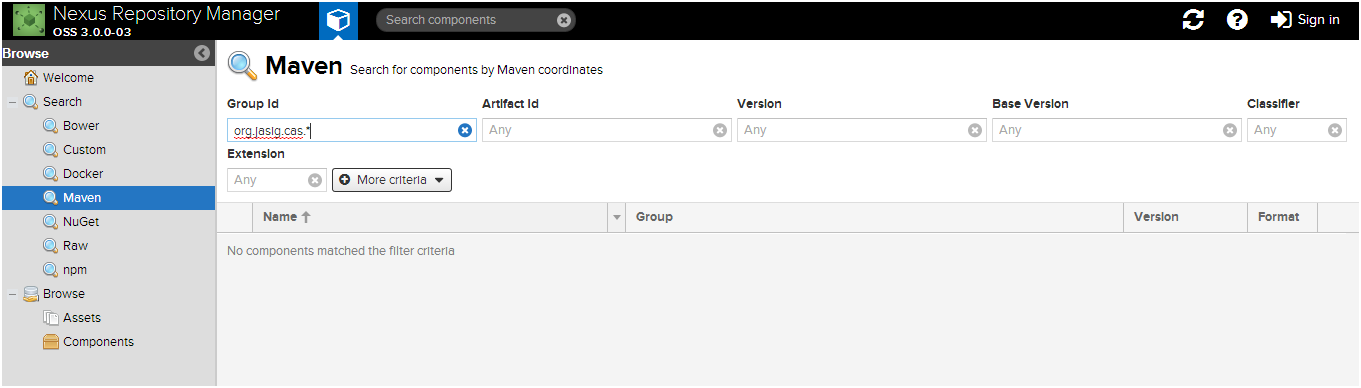 Nexus Repository Manager
OSS 3.0.0-03
Search components
Sign in
Browse
Welcome
Search
Bower
Custom
Docker
Maven
NuGet
Raw
npm
Browse
Assets
Components
Maven Search for components by Maven coordinates
Group Id Artifact Id Version Base Version Classifier
org.jasig.cas.* Any Any Any Any
Extension
Any More criteria
Name Group Version Format
No components matched the filter criteria